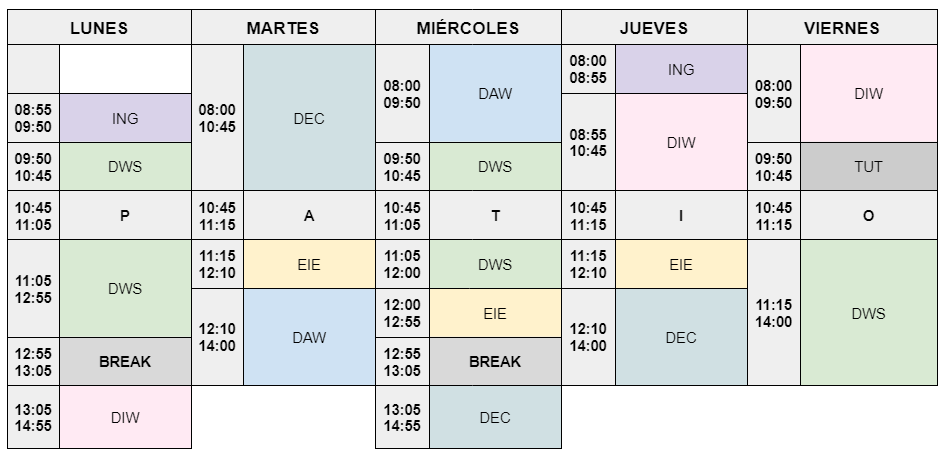 LUNES MARTES MIÉRCOLES JUEVES VIERNES
08:55
09:50
ING
09:50
10:45
DWS
10:45
11:05
P
11:05
12:55
DWS
12:55
13:05
BREAK
13:05
14:55
DIW
08:00
10:45
DEC
10:45
11:15
A
11:15
12:10
EIE
12:10
14:00
DAW
08:00
09:50
DAW
09:50
10:45
DWS
10:45
11:05
T
11:05
12:00
DWS
12:00
12:55
EIE
12:55
13:05
BREAK
13:05
14:55
DEC
08:00
08:55
ING
08:55
10:45
DIW
10:45
11:15
I
11:15
12:10
EIE
12:10
14:00
DEC
08:00
09:50
DIW
09:50
10:45
TUT
10:45
11:15
O
11:15
14:00
DWS